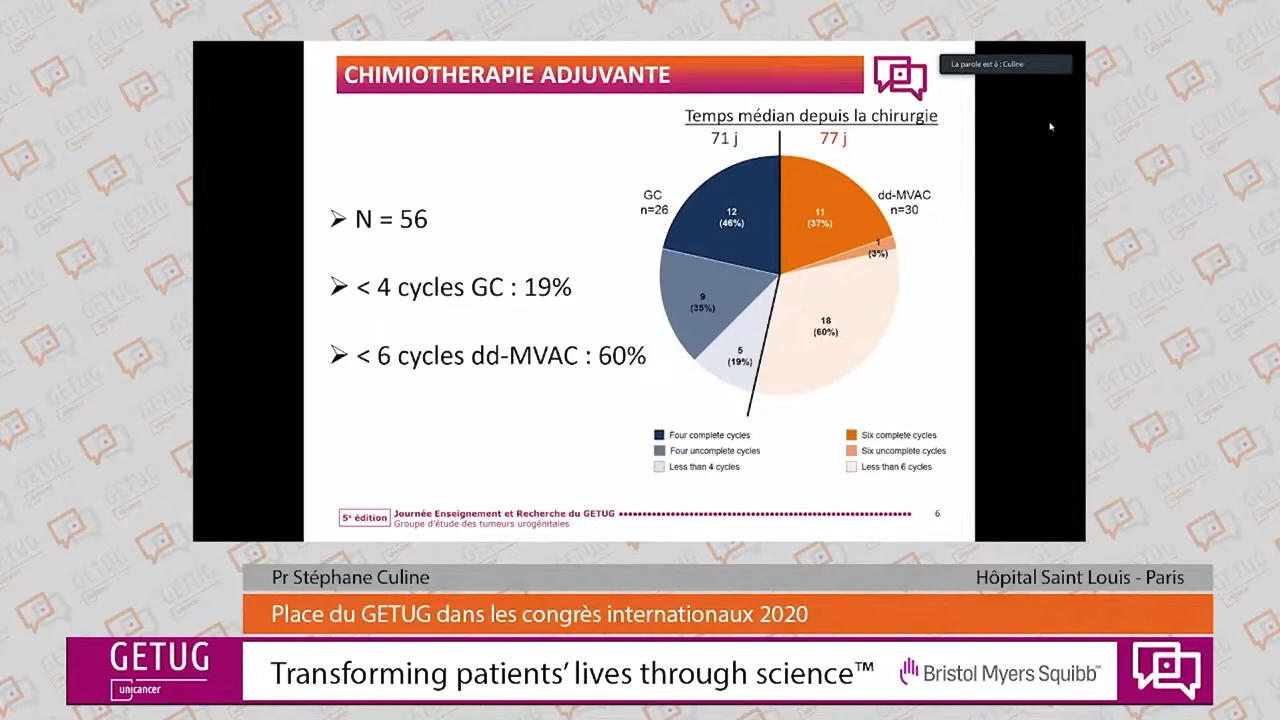 CHIMIOTHERAPIE ADJUVANTE
La parole est à : Culine
Temps médian depuis la chirurgie
71 j
77 j
GC
n=26
dd-MVAC
n=30
12
(46%)
11
(37%)
1
(3%)
9
(35%)
18
(60%)
5
(19%)
➢ N = 56
➢ < 4 cycles GC : 19%
➢ < 6 cycles dd-MVAC : 60%
Four complete cycles
Four uncomplete cycles
Less than 4 cycles
Six complete cycles
Six uncomplete cycles
Less than 6 cycles
5e édition
Journée Enseignement et Recherche du GETUG
Groupe d'étude des tumeurs urogénitales
6
Pr Stéphane Culine
Hôpital Saint Louis - Paris
Place du GETUG dans les congrès internationaux 2020
GETUG
unicancer
Transforming patients' lives through science™
Bristol Myers Squibb™